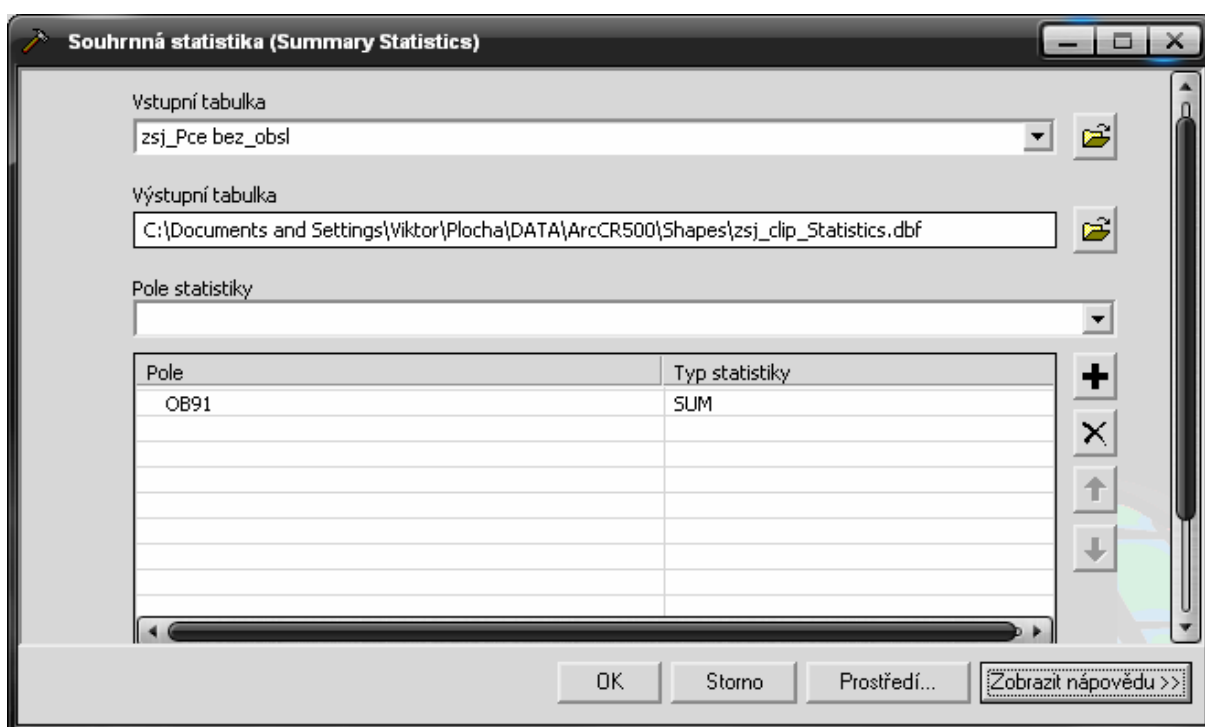 Souhrnná statistika (Summary Statistics)
Vstupní tabulka
zsj_Pce bez_obsl
Výstupní tabulka
C:\Documents and Settings\Viktor\Plocha\DATA\ArcCR500\Shapes\zsj_clip_Statistics.dbf
Pole statistiky
Pole Typ statistiky
OB91 SUM
OK Storno Prostředí... Zobrazit nápovědu >>